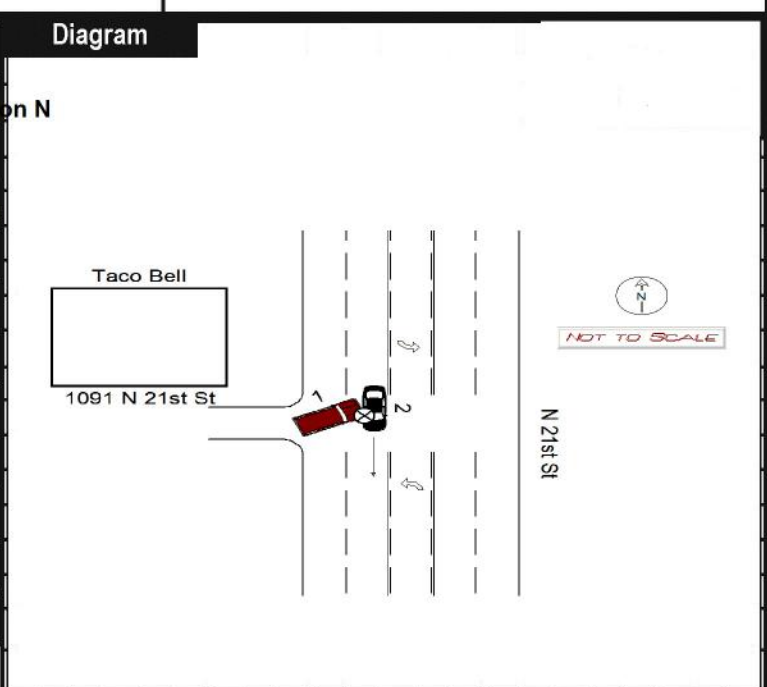 Diagram
on N
Taco Bell
1091 N 21st St
N
NOT TO SCALE
1
2
N 21st St